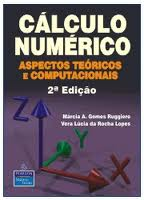 CÁLCULO
NUMÉRICO
ASPECTOS TEÓRICOS
E COMPUTACIONAIS
2ª Edição
Márcia A. Gomes Ruggiero
Vera Lúcia da Rocha Lopes
Z
Y
X
PEARSON